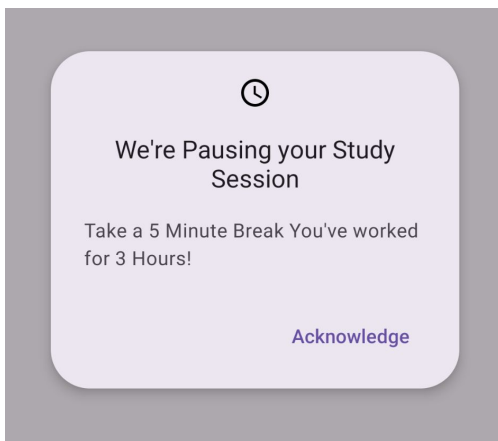 We're Pausing your Study
Session
Take a 5 Minute Break You've worked
for 3 Hours!
Acknowledge